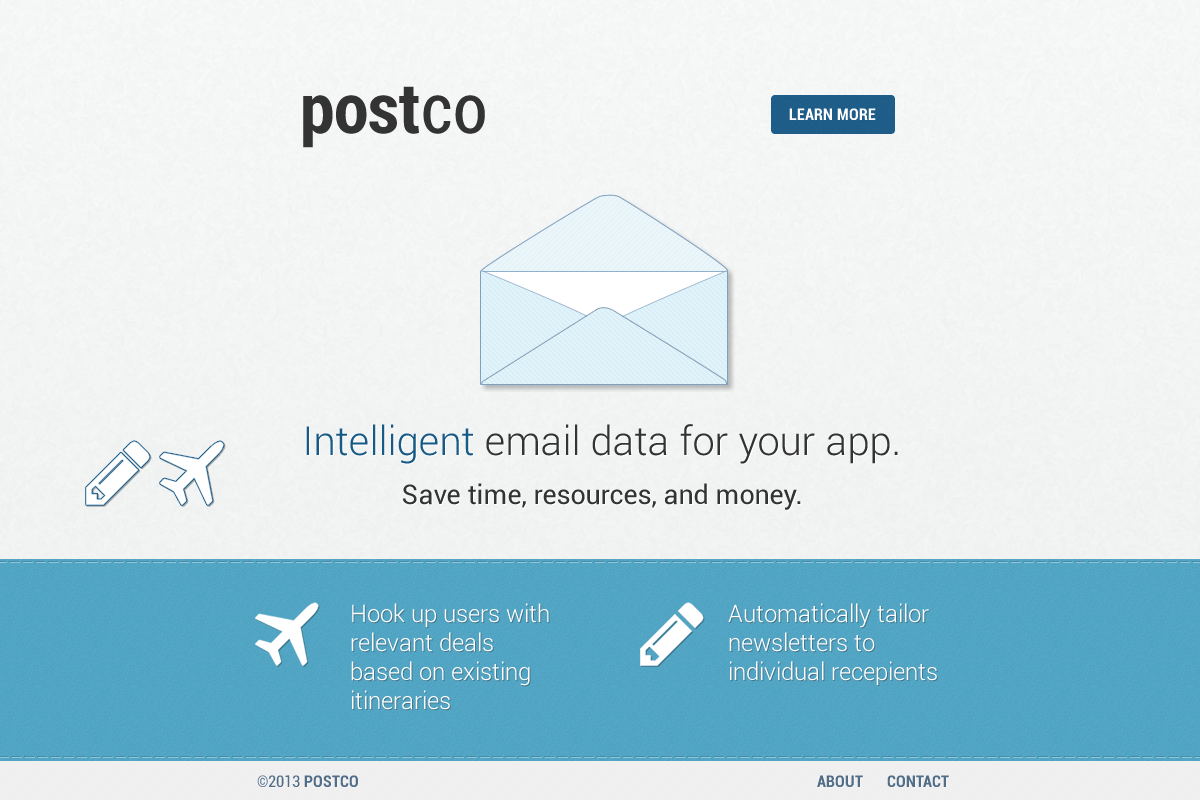 postco
LEARN MORE
Intelligent email data for your app.
Save time, resources, and money.
Hook up users with
relevant deals
based on existing
itineraries
Automatically tailor
newsletters to
individual recepients
©2013 POSTCO
ABOUT
CONTACT